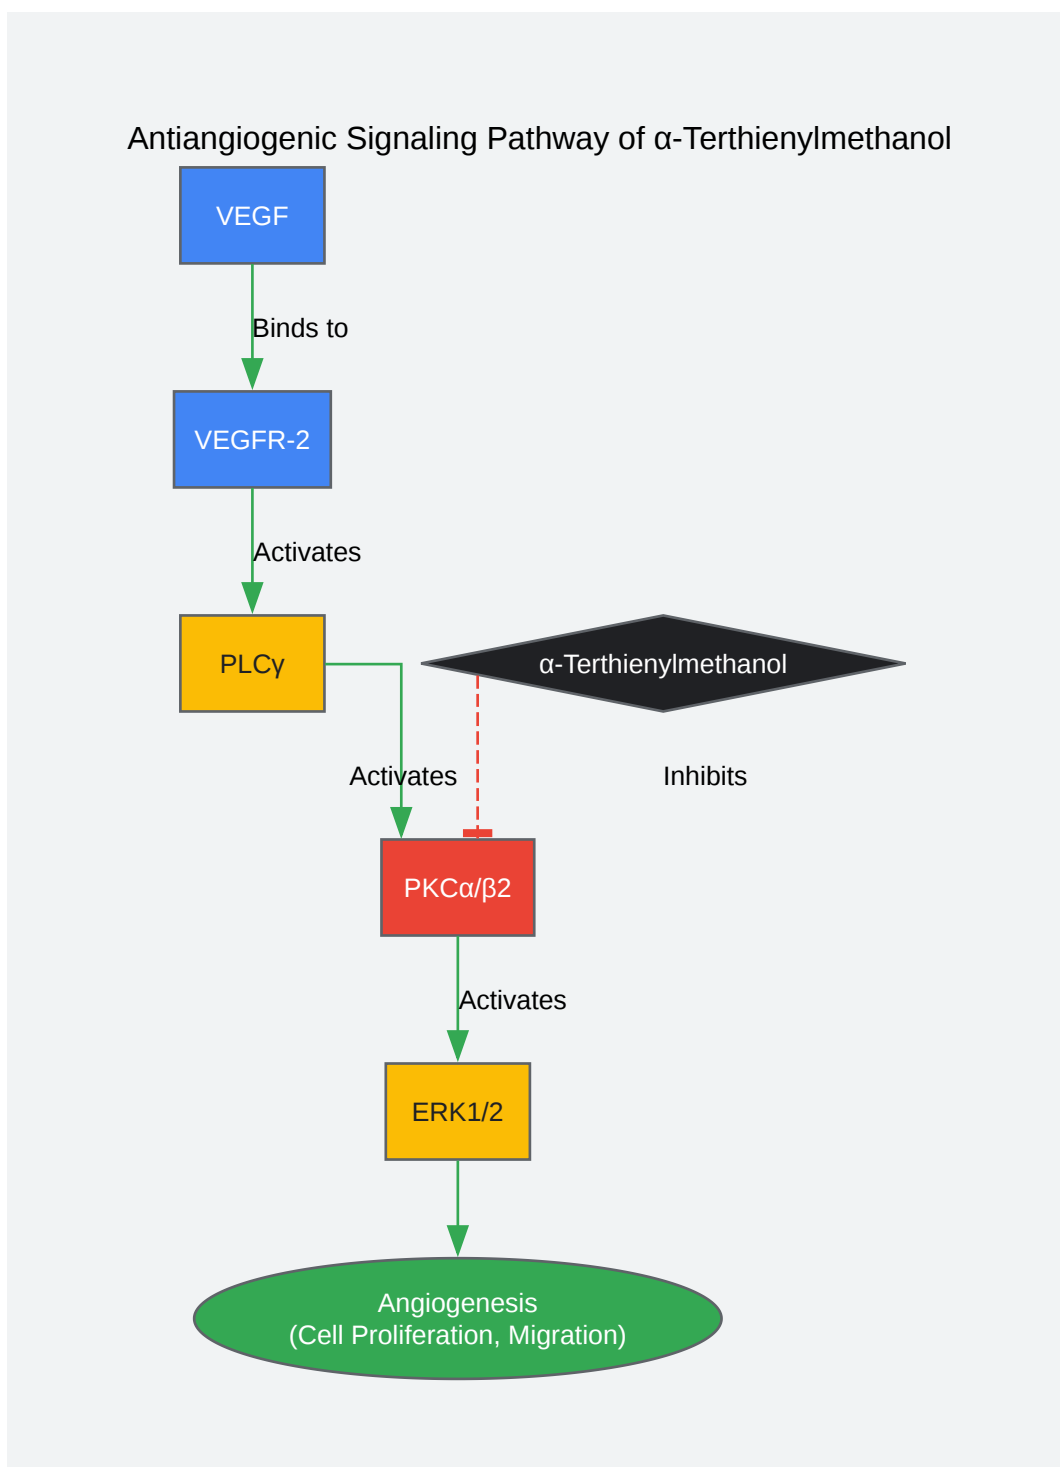 Antiangiogenic Signaling Pathway of α-Terthienylmethanol
VEGF
Binds to
VEGFR-2
Activates
PLCγ
α-Terthienylmethanol
Activates
Inhibits
PKCα/β2
Activates
ERK1/2
Angiogenesis
(Cell Proliferation, Migration)